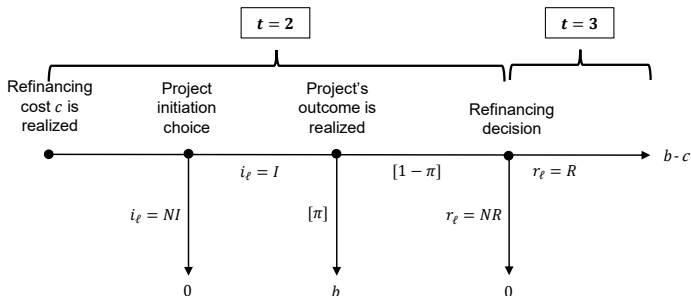 t = 2
t = 3
Refinancing
cost c is
realized
Project
initiation
choice
Project's
outcome is
realized
Refinancing
decision
b - c
i_ℓ = I
[1 − π]
r_ℓ = R
i_ℓ = NI
[π]
r_ℓ = NR
0
b
0